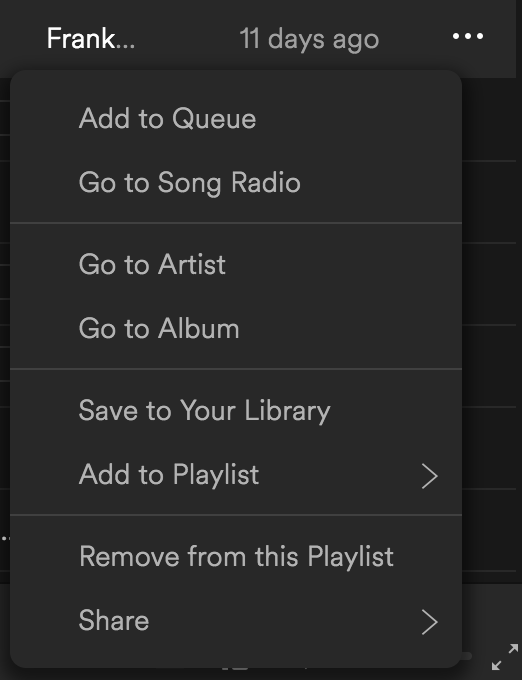 Frank...
11 days ago
Add to Queue
Go to Song Radio
Go to Artist
Go to Album
Save to Your Library
Add to Playlist
Remove from this Playlist
Share